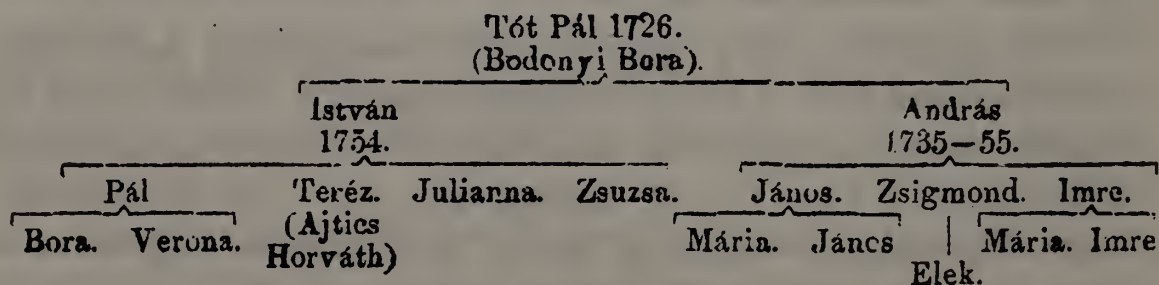 Tót Pál 1726.
(Bodonyi Bora).
István András
1754. 1735—55.
Pál Teréz. Julianna. Zsuzsa. János. Zsigmond. Imre.
Bora. Verona. (Ajtics Horváth) Mária. János Mária. Imre
Elek.